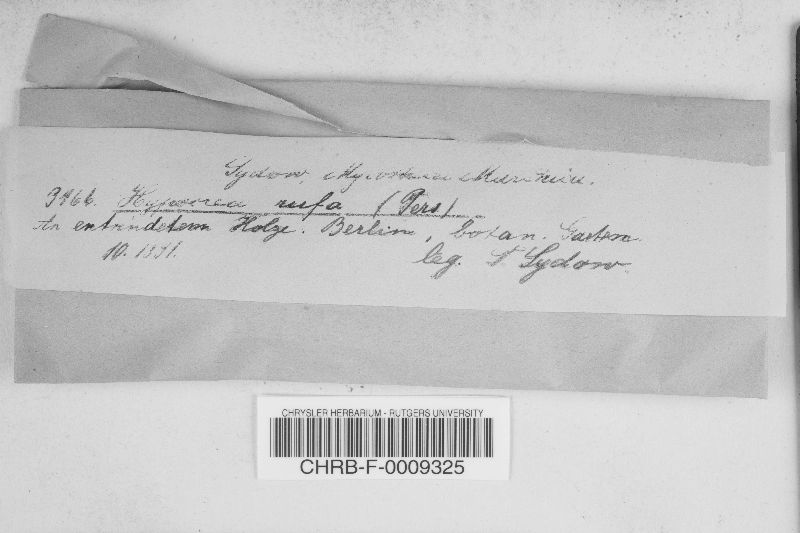 Sydow, Mycotheca Marchica.
3266. Hypocrea rufa (Pers)
An entrindetem Holze. Berlin, botan. Garten.
10. 1891. leg. P Sydow.
CHRYSLER HERBARIUM - RUTGERS UNIVERSITY
CHRB-F-0009325